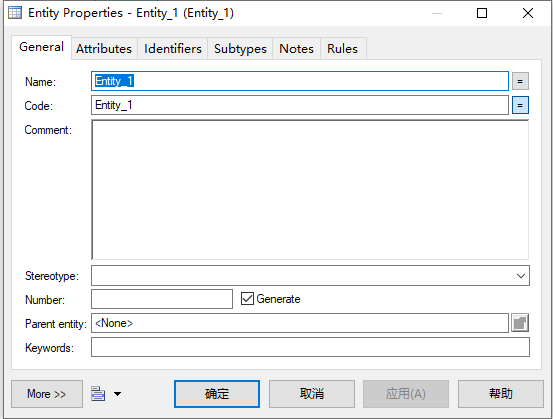 Entity Properties - Entity_1 (Entity_1)
General Attributes Identifiers Subtypes Notes Rules
Name: Entity_1 =
Code: Entity_1 =
Comment:
Stereotype:
Number: Generate
Parent entity: <None>
Keywords:
More >> 确定 取消 应用(A) 帮助